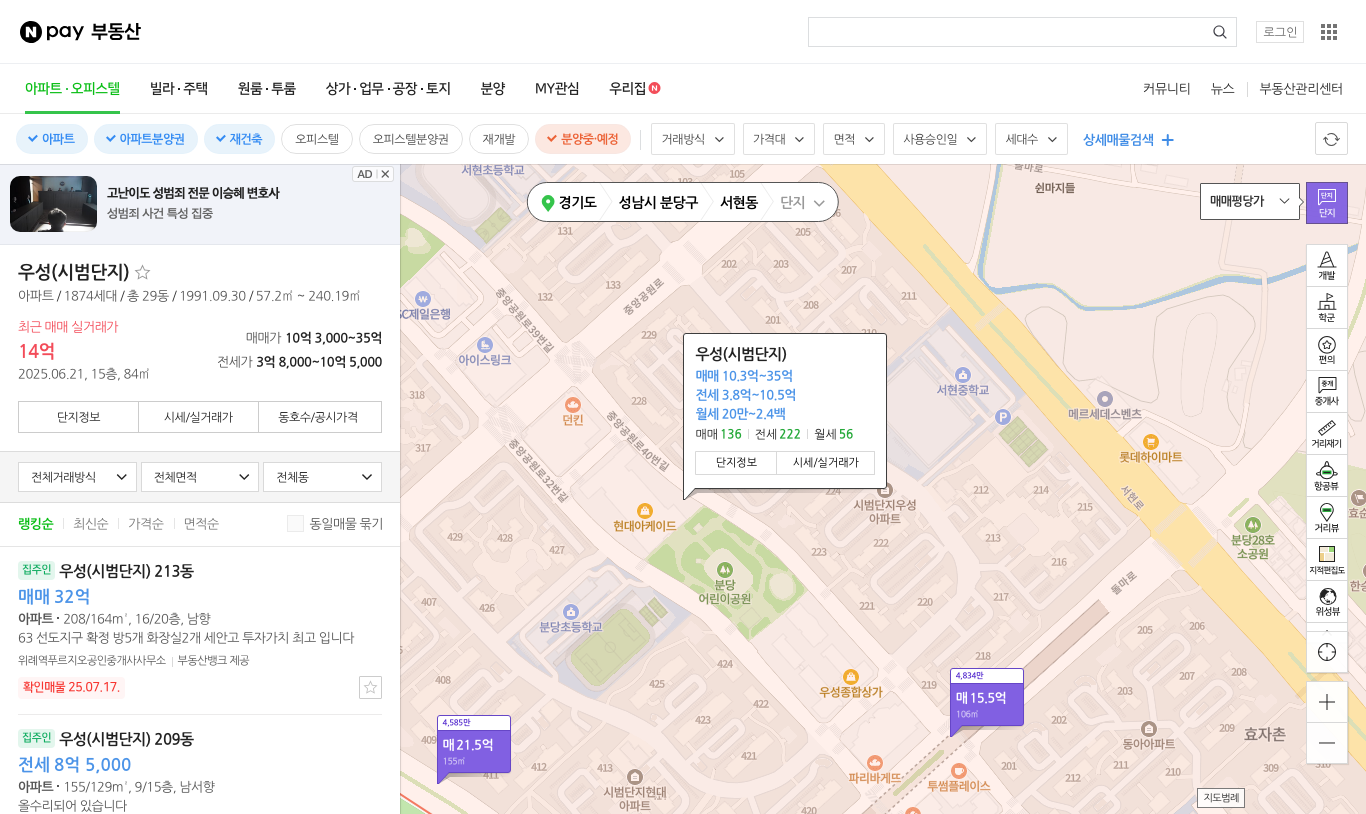 N pay 부동산
로그인
아파트·오피스텔
빌라·주택
원룸·투룸
상가·업무·공장·토지
분양
MY관심
우리집 N
커뮤니티
뉴스
부동산관리센터
아파트
아파트분양권
재건축
오피스텔
오피스텔분양권
재개발
분양중·예정
거래방식
가격대
면적
사용승인일
세대수
상세매물검색
AD
고난이도 성범죄 전문 이승혜 변호사
성범죄 사건 특성 집중
우성(시범단지)
아파트 / 1874세대 / 총 29동 / 1991.09.30 / 57.2㎡ ~ 240.19㎡
최근 매매 실거래가
14억
2025.06.21, 15층, 84㎡
매매가 10억 3,000~35억
전세가 3억 8,000~10억 5,000
단지정보
시세/실거래가
동호수/공시가격
전체거래방식
전체면적
전체동
랭킹순
최신순
가격순
면적순
동일매물 묶기
집주인 우성(시범단지) 213동
매매 32억
아파트 · 208/164㎡, 16/20층, 남향
63 선도지구 확정 방5개 화장실2개 세안고 투자가치 최고 입니다
위례역푸르지오공인중개사사무소 | 부동산뱅크 제공
확인매물 25.07.17.
집주인 우성(시범단지) 209동
전세 8억 5,000
아파트 · 155/129㎡, 9/15층, 남서향
올수리되어 있습니다
경기도
성남시 분당구
서현동
단지
매매평당가
단지
단지
개발
학군
편의
중개
중개사
거리재기
항공뷰
거리뷰
지적편집도
위성뷰
지도범례
우성(시범단지)
매매 10.3억~35억
전세 3.8억~10.5억
월세 20만~2.4백
매매 136 | 전세 222 | 월세 56
단지정보
시세/실거래가
4,834만
매 15.5억
106㎡
4,585만
매 21.5억
155㎡
서현초등학교
쉰마지들
돌마로
103
105
SC제일은행
중앙공원로39번길
중앙공원로
아이스링크
던킨
중앙공원로40번길
중앙공원로32번길
현대아케이드
서현중학교
P
메르세데스벤츠
롯데하이마트
서현로
시범단지우성
아파트
분당28호
소공원
분당
어린이공원
분당초등학교
돌마로
우성종합상가
동아아파트
효자촌
파리바게뜨
투썸플레이스
시범단지현대
아파트
131
132
133
205
202
203
207
211
201
208
229
228
318
317
224
223
212
213
214
215
222
221
218
217
429
428
427
407
406
426
425
424
423
421
422
411
412
413
205
206
203
202
201
209
212
211
210
309